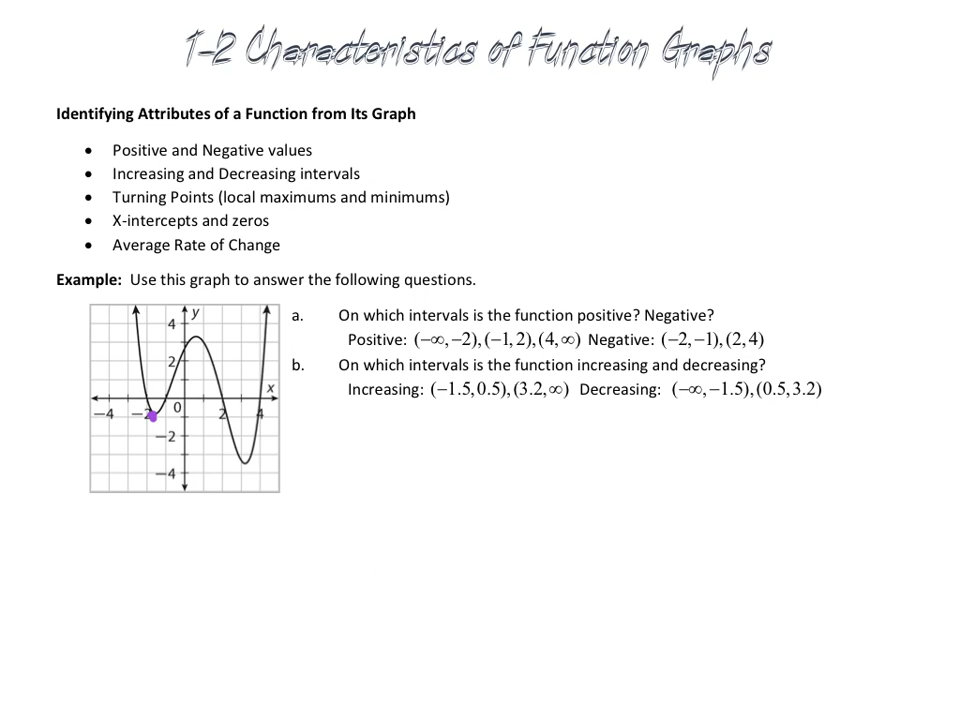 1-2 Characteristics of Function Graphs
Identifying Attributes of a Function from Its Graph
• Positive and Negative values
• Increasing and Decreasing intervals
• Turning Points (local maximums and minimums)
• X-intercepts and zeros
• Average Rate of Change
Example: Use this graph to answer the following questions.
a. On which intervals is the function positive? Negative?
Positive: (−∞,−2),(−1,2),(4,∞) Negative: (−2,−1),(2,4)
b. On which intervals is the function increasing and decreasing?
Increasing: (−1.5,0.5),(3.2,∞) Decreasing: (−∞,−1.5),(0.5,3.2)
y
4
2
x
−4 −2 0 2 4
−2
−4